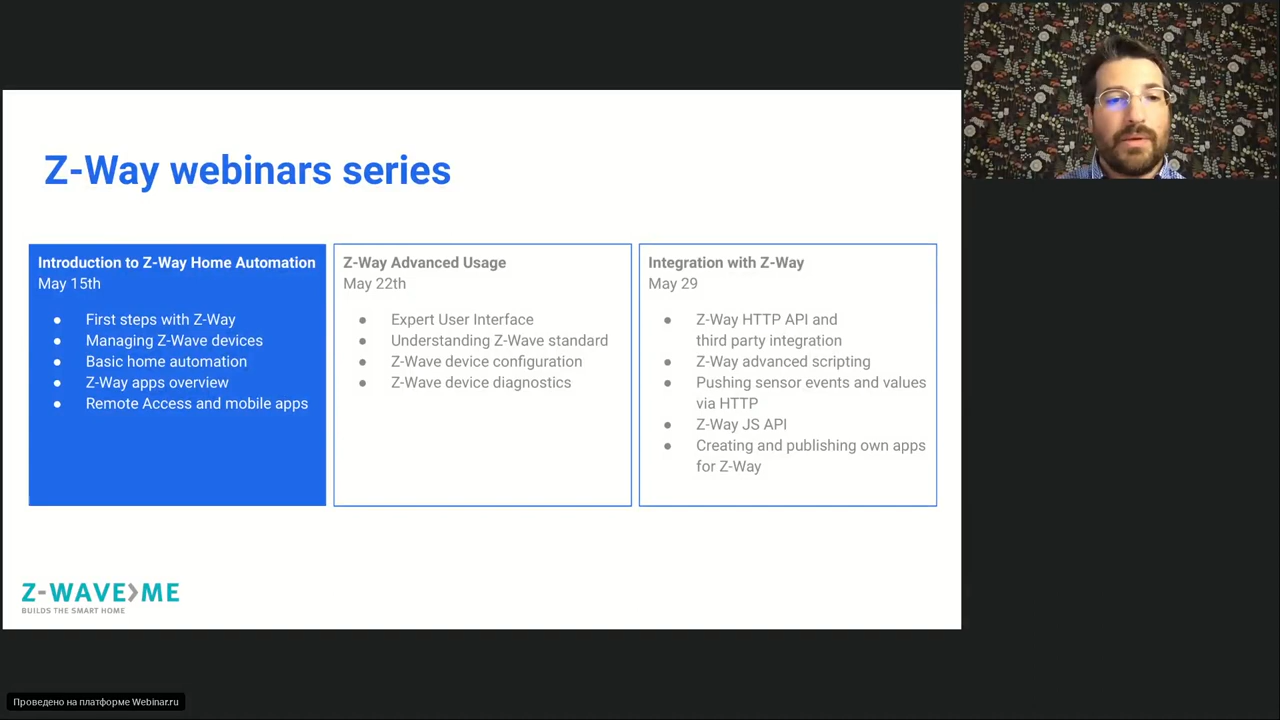 Z-Way webinars series
Introduction to Z-Way Home Automation
May 15th
● First steps with Z-Way
● Managing Z-Wave devices
● Basic home automation
● Z-Way apps overview
● Remote Access and mobile apps
Z-Way Advanced Usage
May 22th
● Expert User Interface
● Understanding Z-Wave standard
● Z-Wave device configuration
● Z-Wave device diagnostics
Integration with Z-Way
May 29
● Z-Way HTTP API and
third party integration
● Z-Way advanced scripting
● Pushing sensor events and values
via HTTP
● Z-Way JS API
● Creating and publishing own apps
for Z-Way
Z-WAVE>ME
BUILDS THE SMART HOME
Проведено на платформе Webinar.ru